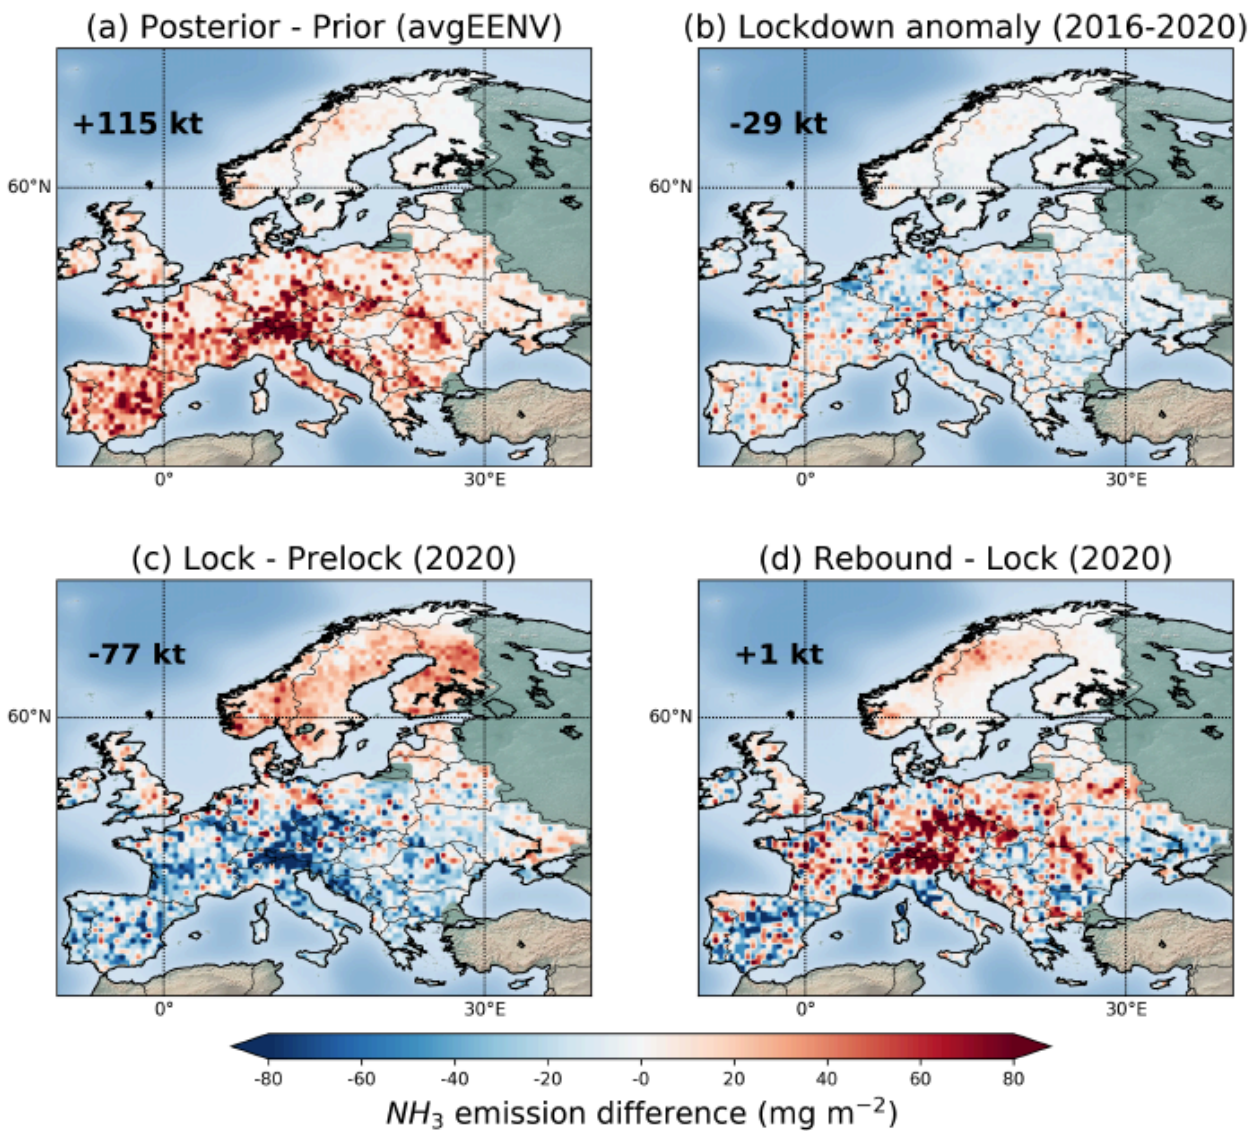 (a) Posterior - Prior (avgEENV)
(b) Lockdown anomaly (2016-2020)
+115 kt
-29 kt
60°N
60°N
0°
30°E
0°
30°E
(c) Lock - Prelock (2020)
(d) Rebound - Lock (2020)
-77 kt
+1 kt
60°N
60°N
0°
30°E
0°
30°E
-80 -60 -40 -20 -0 20 40 60 80
NH₃ emission difference (mg m⁻²)